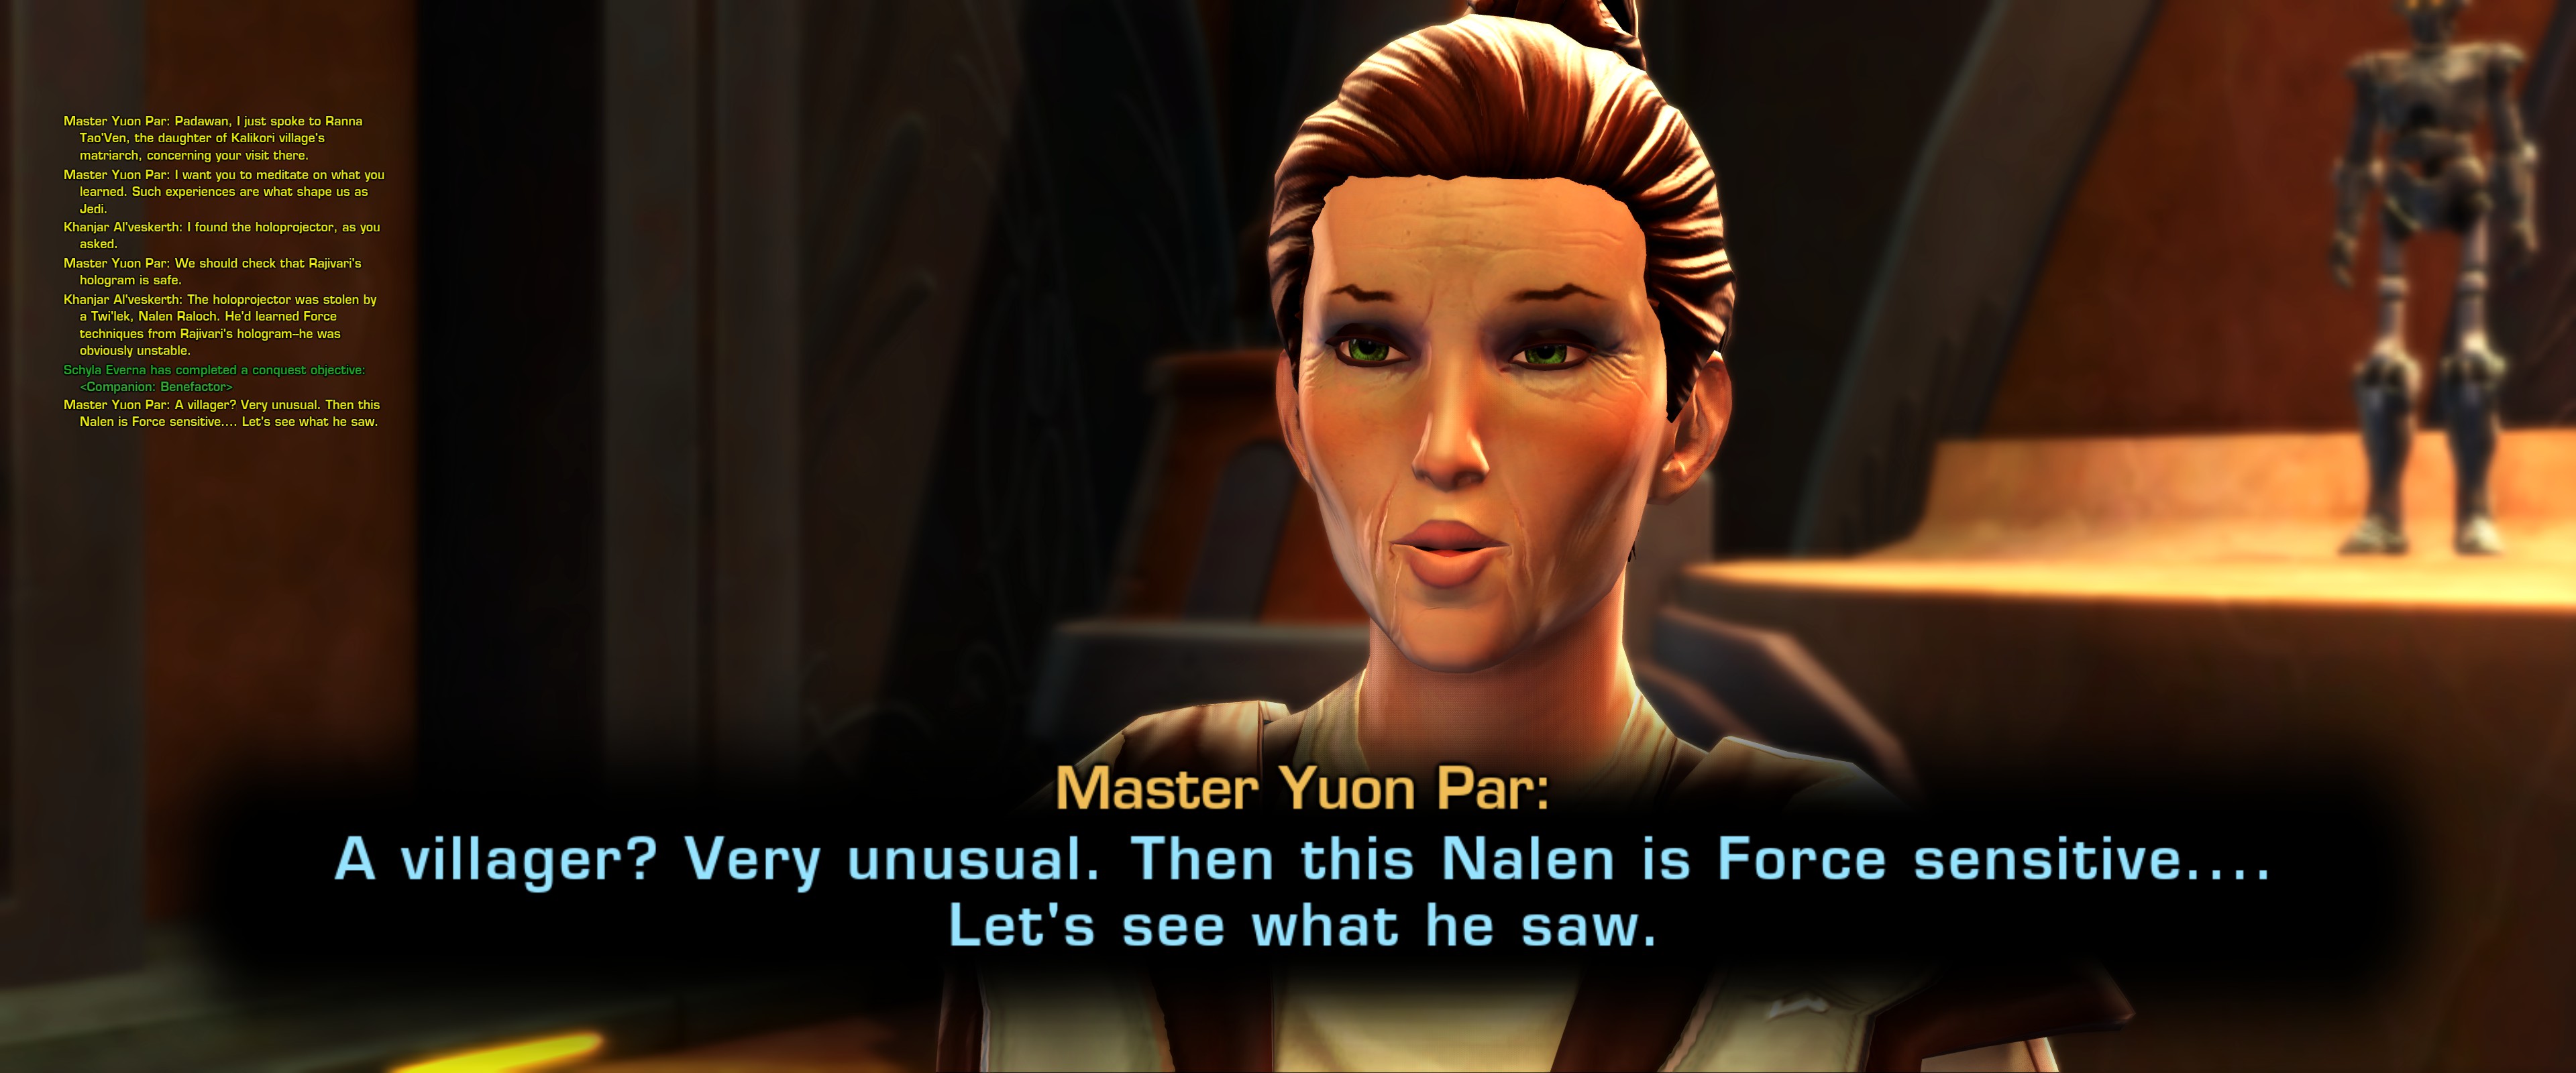 Master Yuon Par: Padawan, I just spoke to Ranna
Tao'Ven, the daughter of Kalikori village's
matriarch, concerning your visit there.
Master Yuon Par: I want you to meditate on what you
learned. Such experiences are what shape us as
Jedi.
Khanjar Al'veskerth: I found the holoprojector, as you
asked.
Master Yuon Par: We should check that Rajivari's
hologram is safe.
Khanjar Al'veskerth: The holoprojector was stolen by
a Twi'lek, Nalen Raloch. He'd learned Force
techniques from Rajivari's hologram–he was
obviously unstable.
Schyla Everna has completed a conquest objective:
<Companion: Benefactor>
Master Yuon Par: A villager? Very unusual. Then this
Nalen is Force sensitive.... Let's see what he saw.
Master Yuon Par:
A villager? Very unusual. Then this Nalen is Force sensitive....
Let's see what he saw.